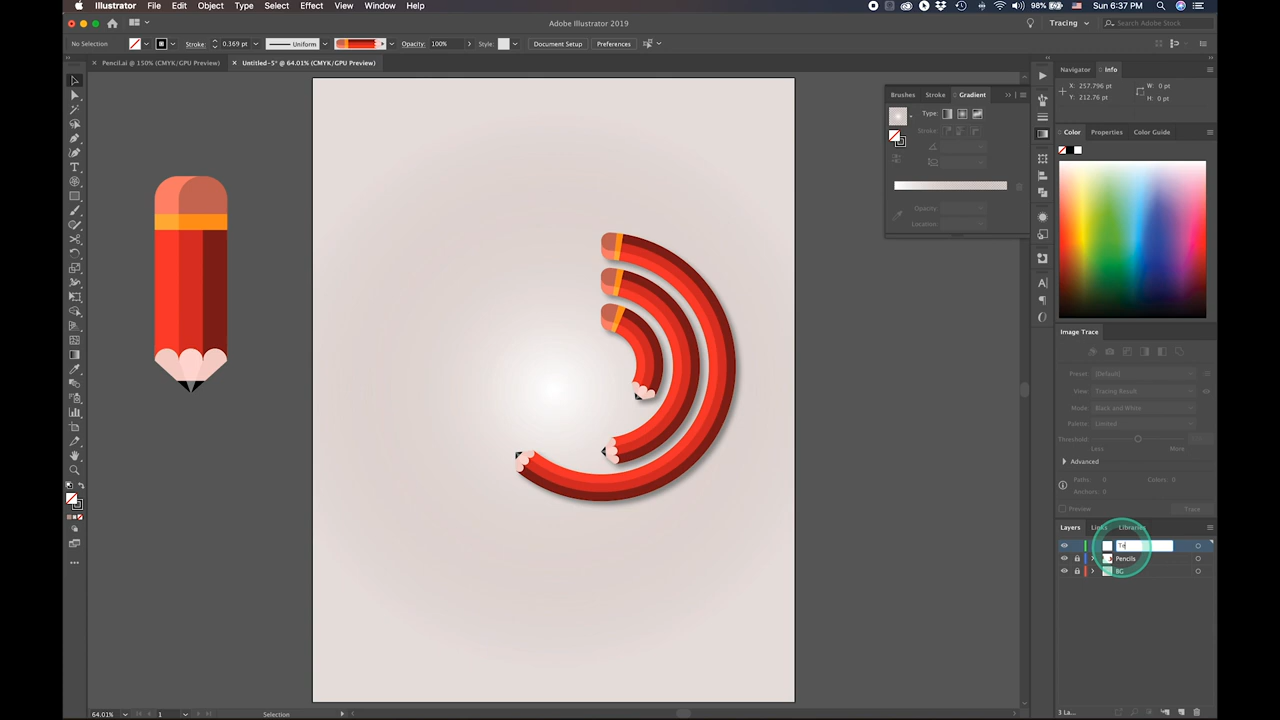 Illustrator File Edit Object Type Select Effect View Window Help 98% Sun 6:37 PM
Adobe Illustrator 2019 Tracing Search Adobe Stock
No Selection Stroke: 0.369 pt Uniform Opacity: 100% Style: Document Setup Preferences
Pencil.ai @ 150% (CMYK/GPU Preview) Untitled-5* @ 64.01% (CMYK/GPU Preview)
Navigator Info
X: 257.796 pt
Y: 212.76 pt
W: 0 pt
H: 0 pt
Brushes Stroke Gradient
Type:
Stroke:
Opacity:
Location:
Color Properties Color Guide
Image Trace
Preset: [Default]
View: Tracing Result
Mode: Black and White
Palette: Limited
Threshold:
Less More
Advanced
Paths: 0 Colors: 0
Anchors: 0
Preview Trace
Layers Links Libraries
Te
Pencils
BG
3 La...
64.01% 1 Selection